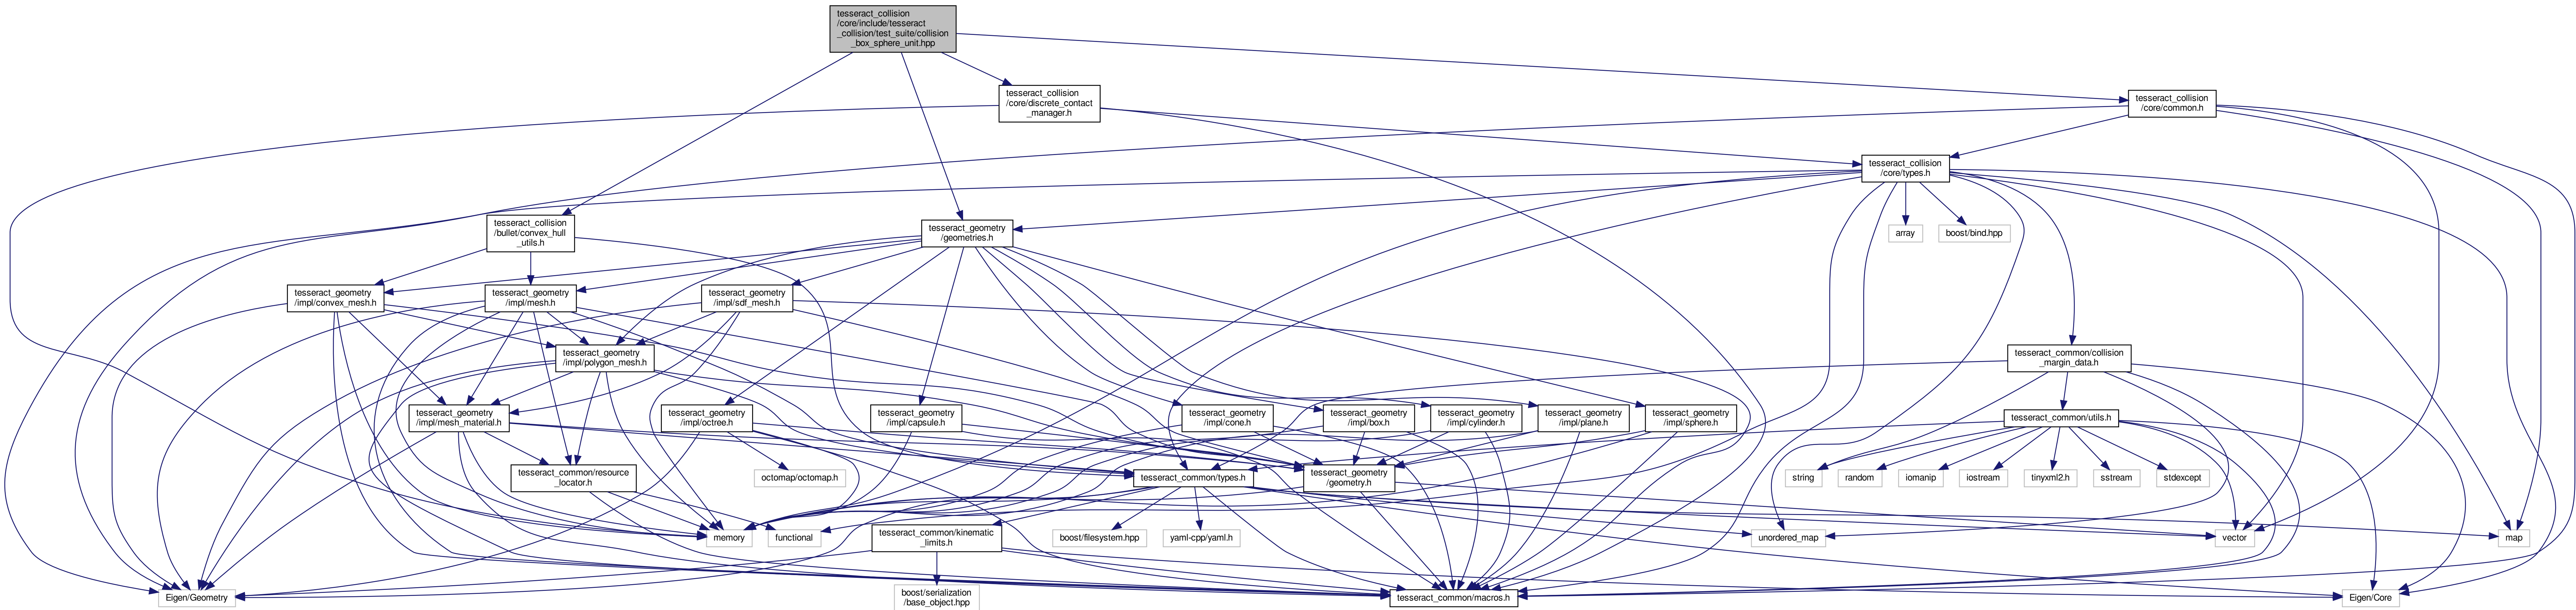 tesseract_collision
/core/include/tesseract
_collision/test_suite/collision
_box_sphere_unit.hpp
tesseract_collision
/core/discrete_contact
_manager.h
tesseract_collision
/core/common.h
tesseract_collision
/core/types.h
tesseract_collision
/bullet/convex_hull
_utils.h
tesseract_geometry
/geometries.h
array
boost/bind.hpp
tesseract_geometry
/impl/convex_mesh.h
tesseract_geometry
/impl/mesh.h
tesseract_geometry
/impl/sdf_mesh.h
tesseract_geometry
/impl/polygon_mesh.h
tesseract_common/collision
_margin_data.h
tesseract_geometry
/impl/mesh_material.h
tesseract_geometry
/impl/octree.h
tesseract_geometry
/impl/capsule.h
tesseract_geometry
/impl/cone.h
tesseract_geometry
/impl/box.h
tesseract_geometry
/impl/cylinder.h
tesseract_geometry
/impl/plane.h
tesseract_geometry
/impl/sphere.h
tesseract_common/utils.h
tesseract_common/resource
_locator.h
octomap/octomap.h
tesseract_common/types.h
tesseract_geometry
/geometry.h
string
random
iomanip
iostream
tinyxml2.h
sstream
stdexcept
memory
functional
tesseract_common/kinematic
_limits.h
boost/filesystem.hpp
yaml-cpp/yaml.h
unordered_map
vector
map
Eigen/Geometry
boost/serialization
/base_object.hpp
tesseract_common/macros.h
Eigen/Core